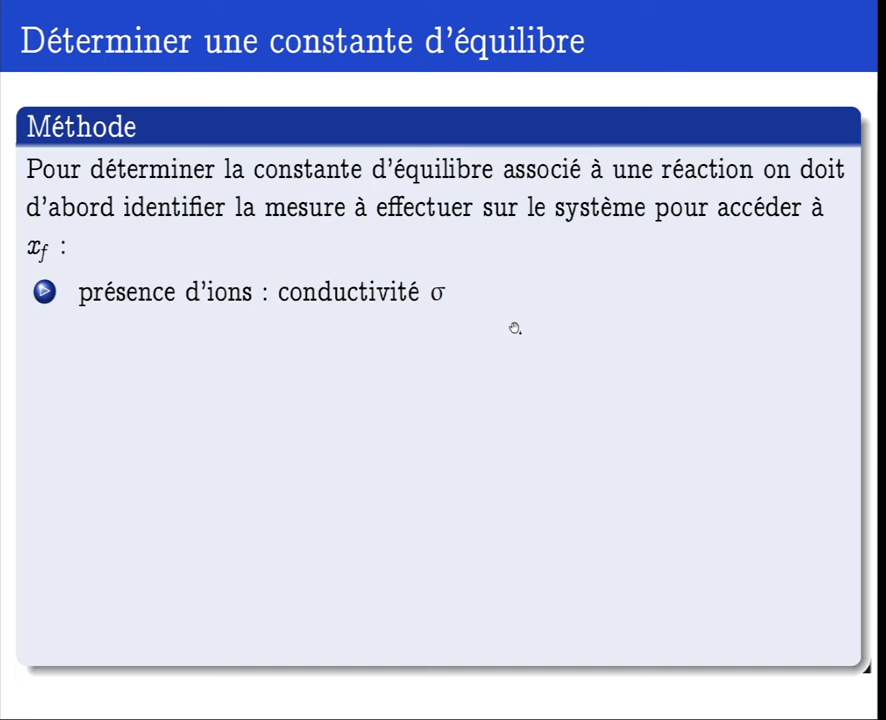 Déterminer une constante d'équilibre
Méthode
Pour déterminer la constante d'équilibre associé à une réaction on doit
d'abord identifier la mesure à effectuer sur le système pour accéder à
x_f :
présence d'ions : conductivité σ